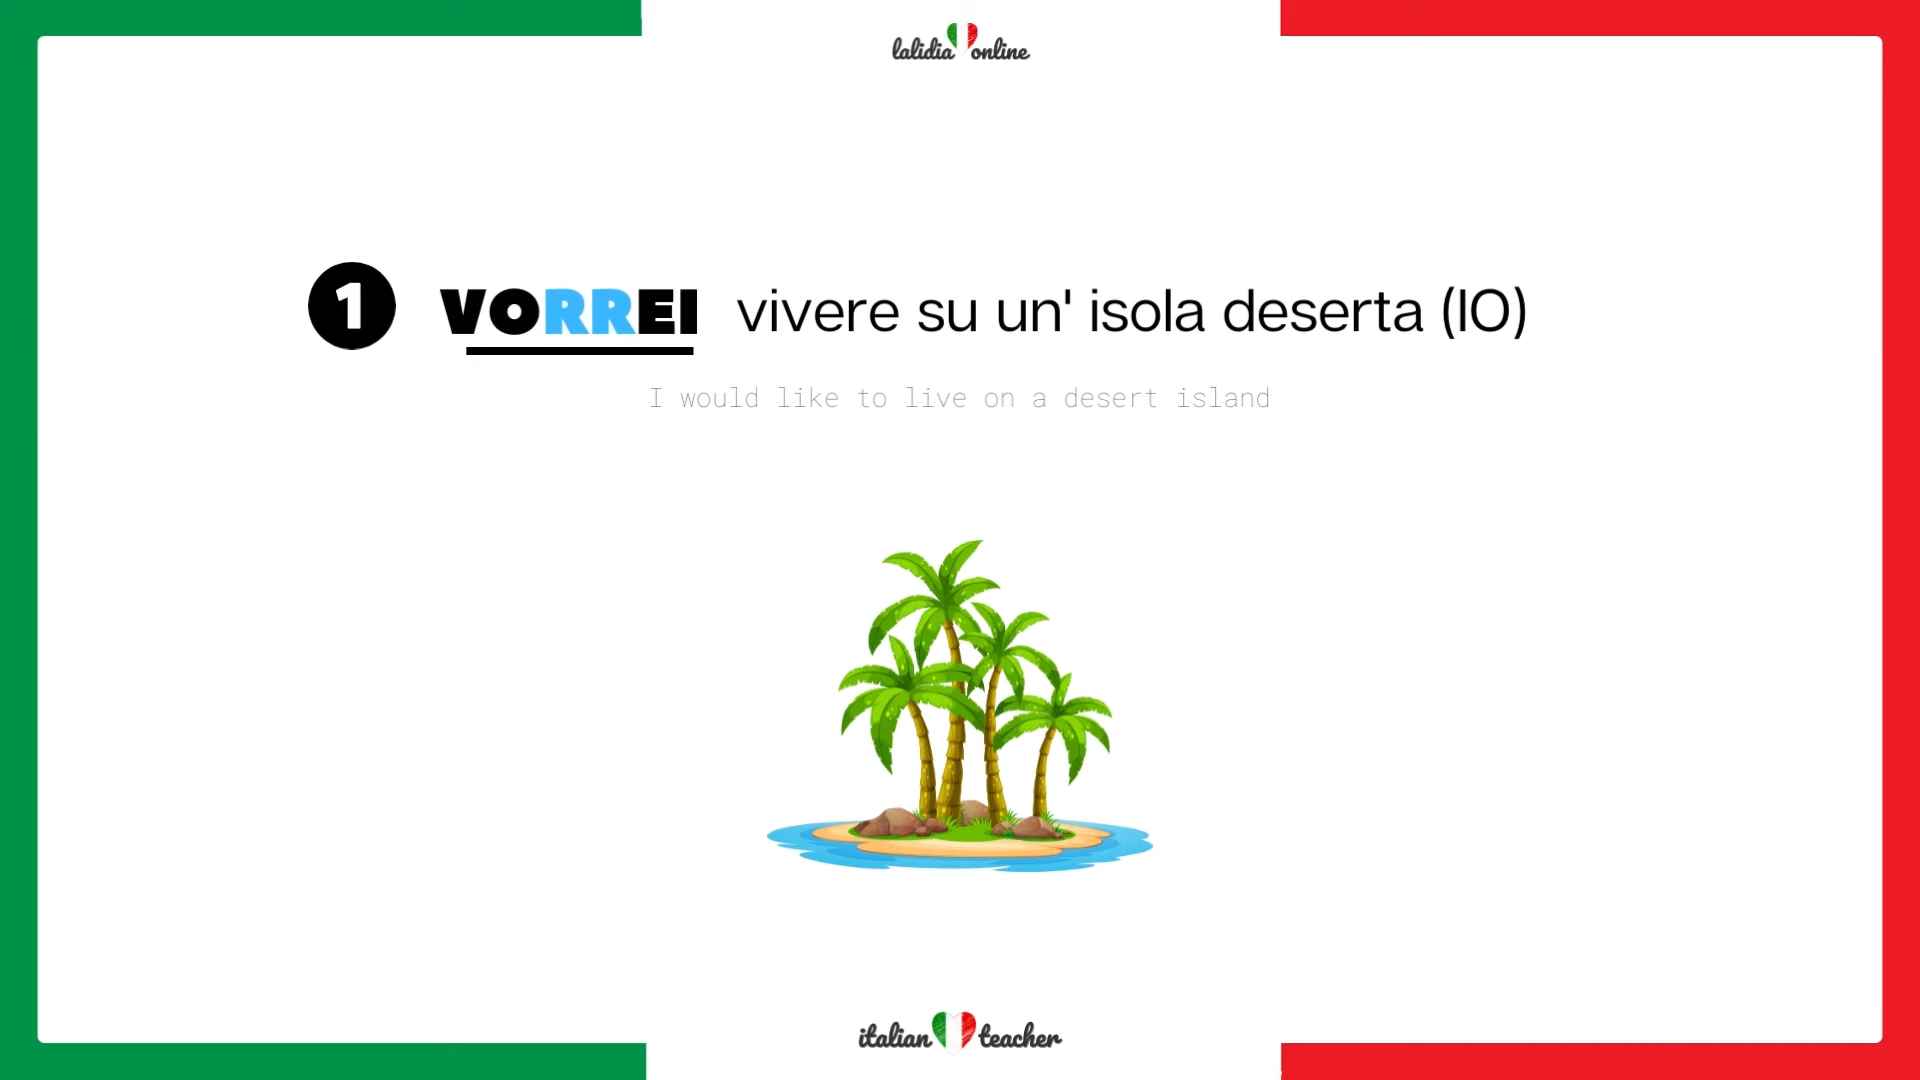 lalidia online
1 VORREI vivere su un' isola deserta (IO)
I would like to live on a desert island
italian teacher